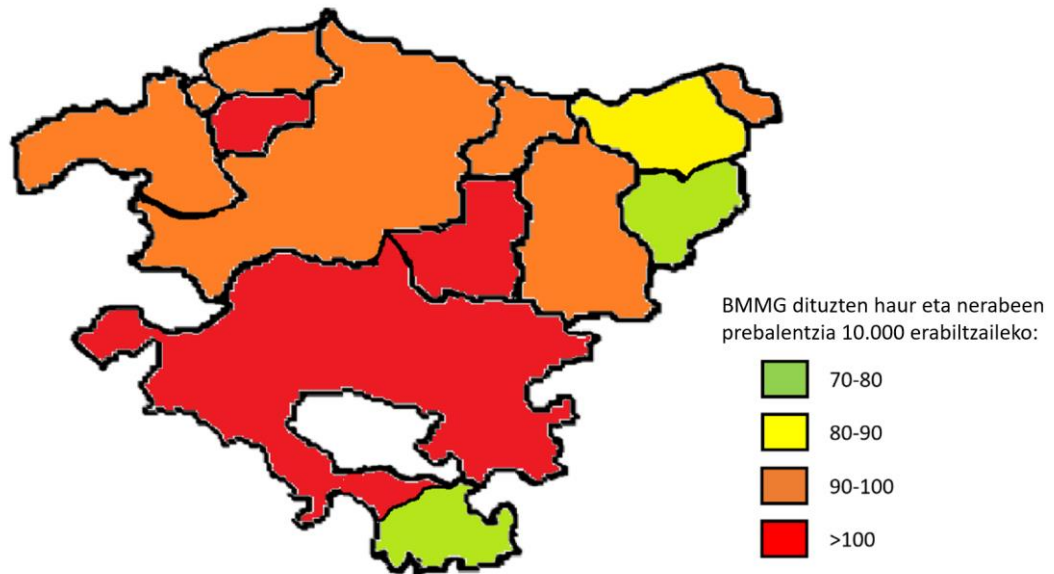 BMMG dituzten haur eta nerabeen
prebalentzia 10.000 erabiltzaileko:
70-80
80-90
90-100
>100